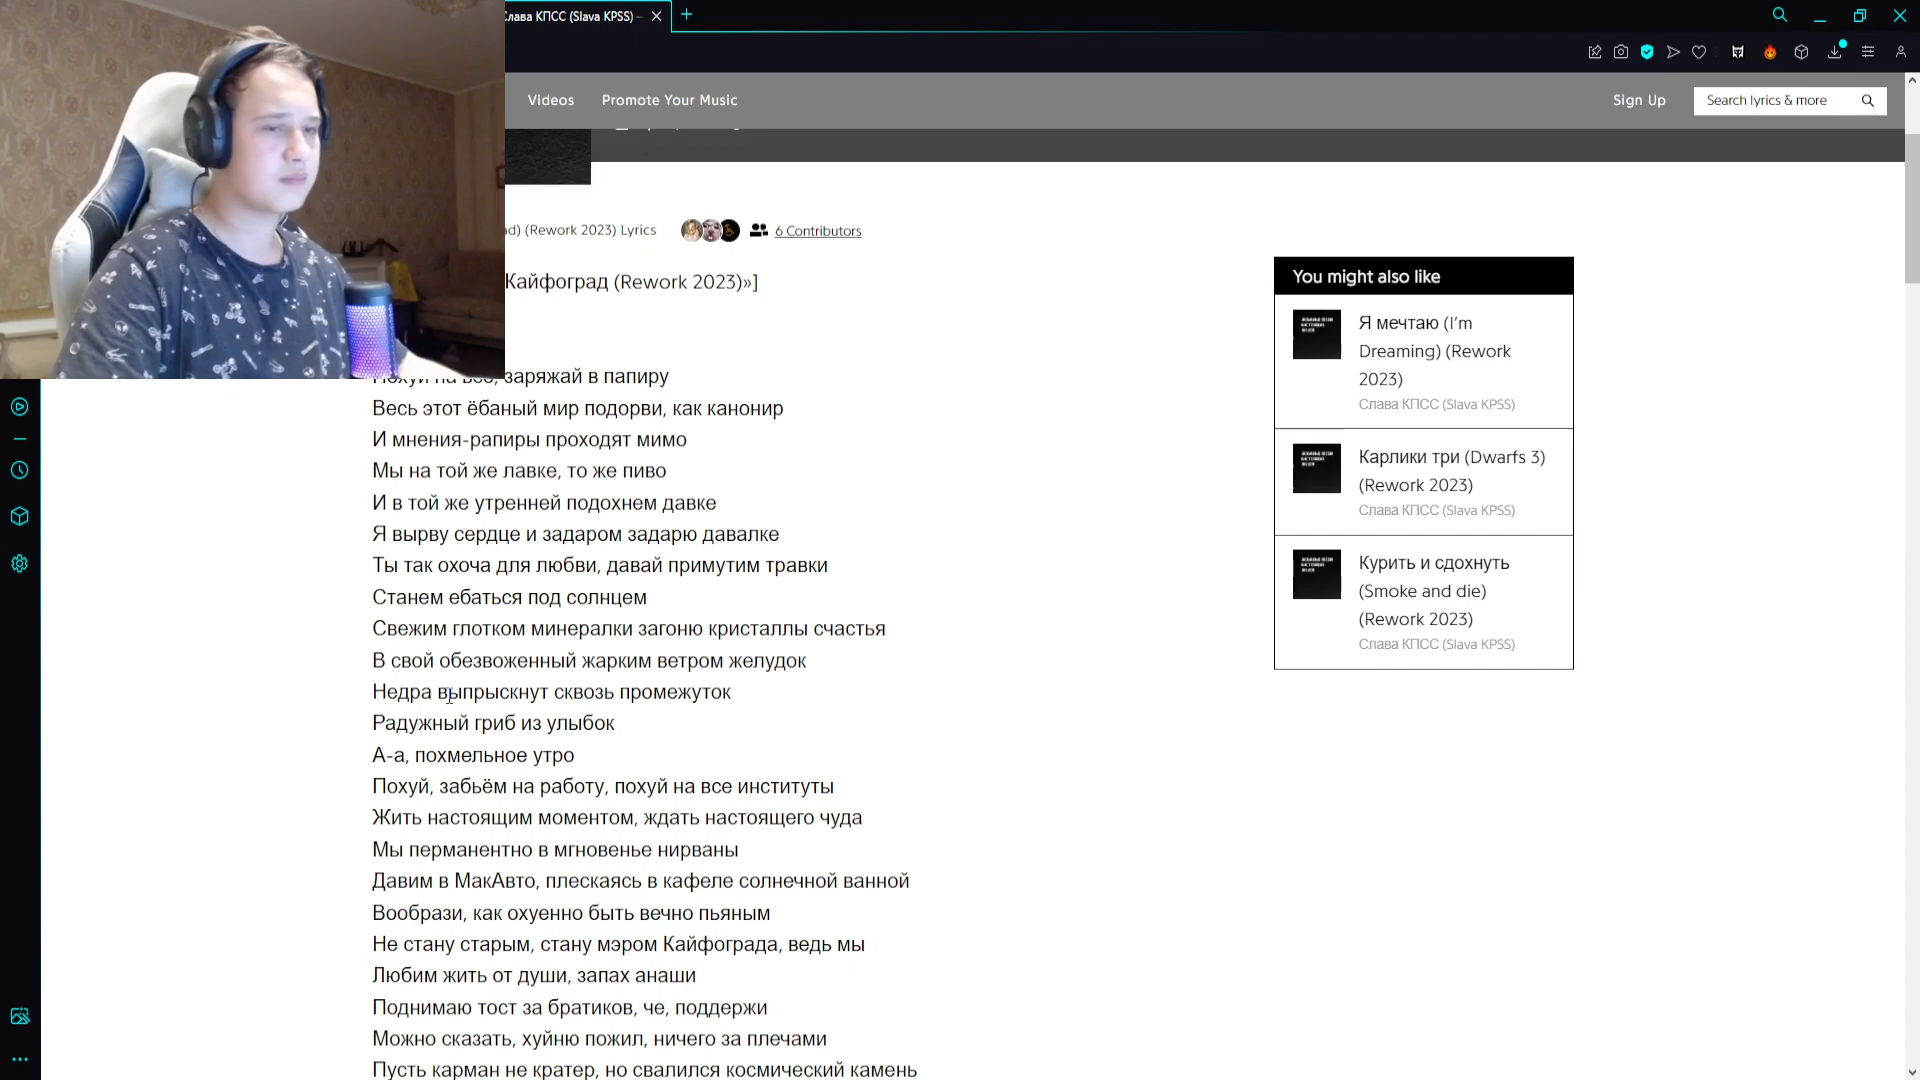 Слава КПСС (Slava KPSS) –
Videos
Promote Your Music
Sign Up
Search lyrics & more
(Rework 2023) Lyrics
6 Contributors
Кайфоград (Rework 2023)»]
заряжай в папиру
Весь этот ёбаный мир подорви, как канонир
И мнения-рапиры проходят мимо
Мы на той же лавке, то же пиво
И в той же утренней подохнем давке
Я вырву сердце и задаром задарю давалке
Ты так охоча для любви, давай примутим травки
Станем ебаться под солнцем
Свежим глотком минералки загоню кристаллы счастья
В свой обезвоженный жарким ветром желудок
Недра выпрыскнут сквозь промежуток
Радужный гриб из улыбок
А-а, похмельное утро
Похуй, забьём на работу, похуй на все институты
Жить настоящим моментом, ждать настоящего чуда
Мы перманентно в мгновенье нирваны
Давим в МакАвто, плескаясь в кафеле солнечной ванной
Вообрази, как охуенно быть вечно пьяным
Не стану старым, стану мэром Кайфограда, ведь мы
Любим жить от души, запах анаши
Поднимаю тост за братиков, че, поддержи
Можно сказать, хуйню пожил, ничего за плечами
Пусть карман не кратер, но свалился космический камень
You might also like
Я мечтаю (I'm
Dreaming) (Rework
2023)
Слава КПСС (Slava KPSS)
Карлики три (Dwarfs 3)
(Rework 2023)
Слава КПСС (Slava KPSS)
Курить и сдохнуть
(Smoke and die)
(Rework 2023)
Слава КПСС (Slava KPSS)